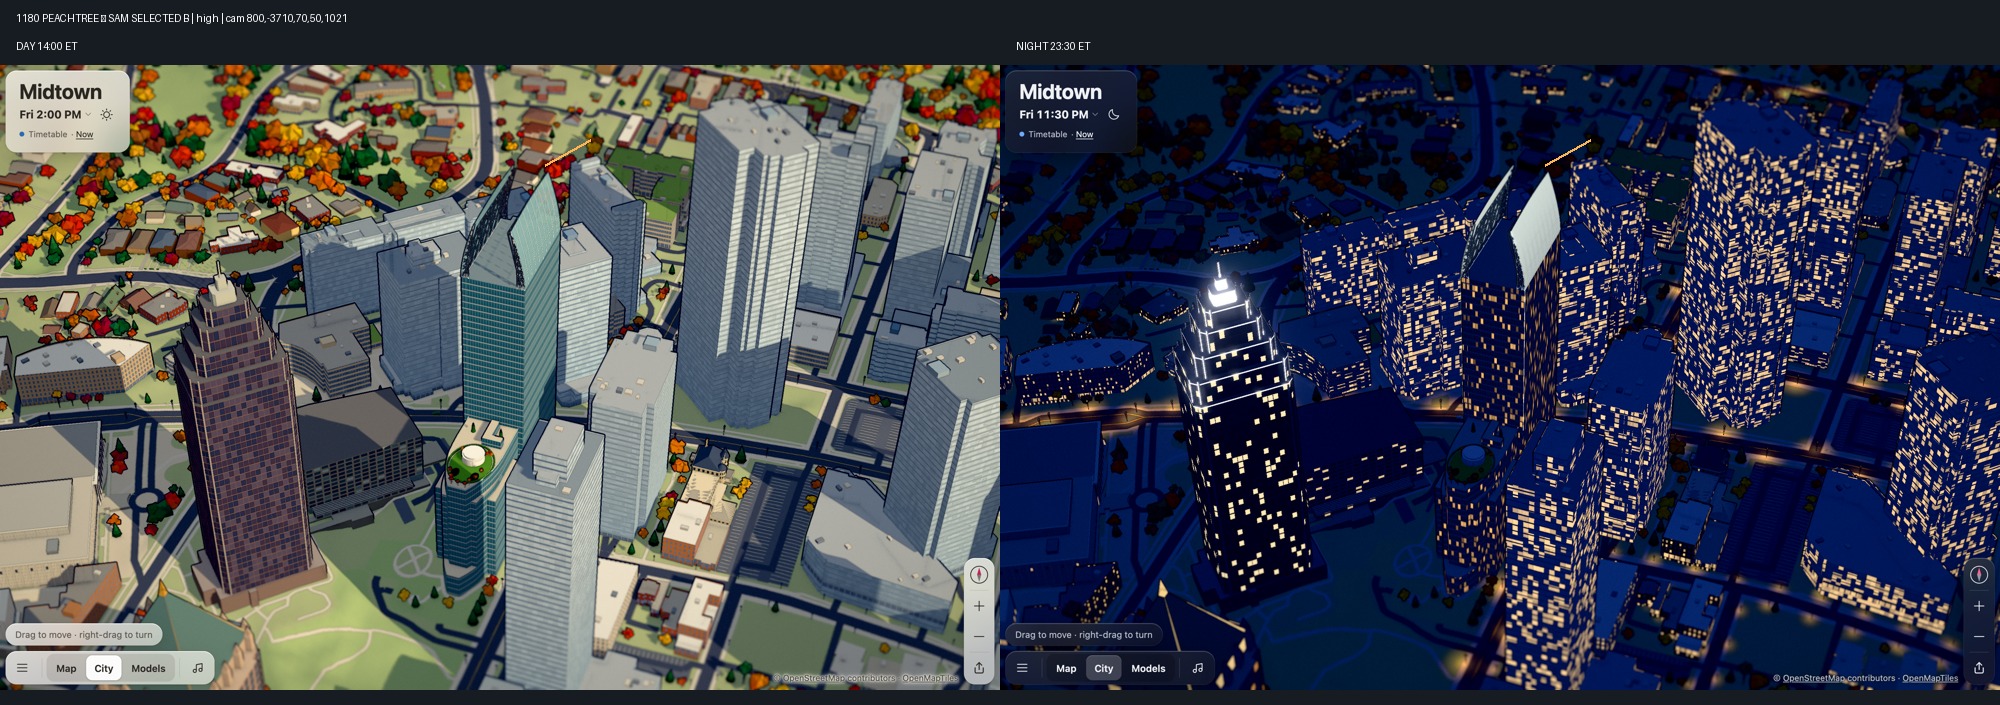 1180 PEACHTREE ▯ SAM SELECTED B | high | cam 800,-3710,70,50,1021
DAY 14:00 ET
NIGHT 23:30 ET
Midtown
Fri 2:00 PM
Timetable · Now
Drag to move · right-drag to turn
Map City Models
© OpenStreetMap contributors · OpenMapTiles
Midtown
Fri 11:30 PM
Timetable · Now
Drag to move · right-drag to turn
Map City Models
© OpenStreetMap contributors · OpenMapTiles